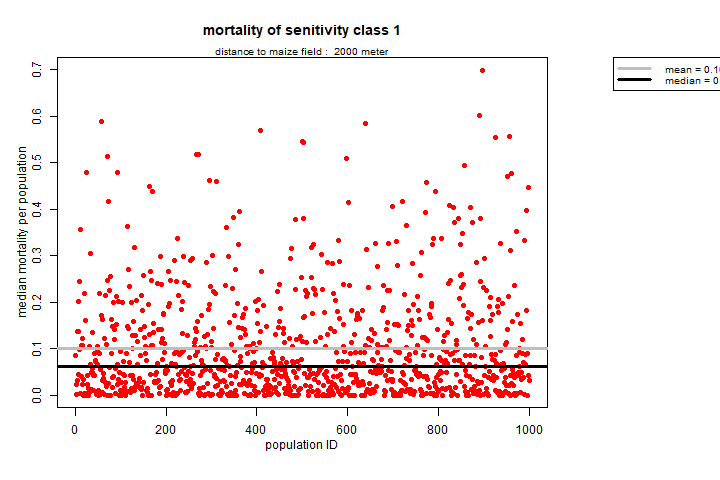 mortality of senitivity class 1
distance to maize field :  2000 meter
median mortality per population
0.7
0.6
0.5
0.4
0.3
0.2
0.1
0.0
0
200
400
600
800
1000
population ID
mean = 0.10
median = 0